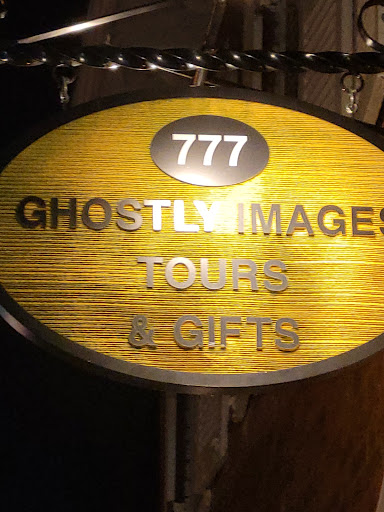 777
GHOSTLY IMAGES
TOURS
& GIFTS